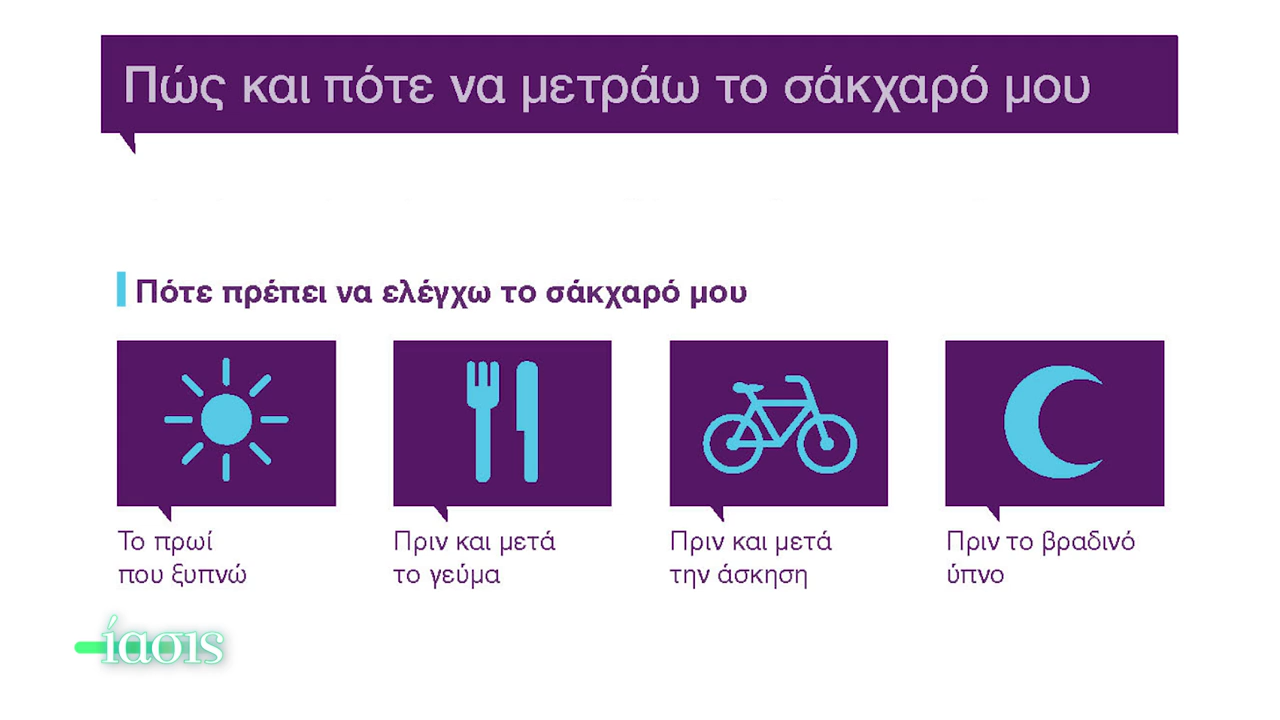 Πώς και πότε να μετράω το σάκχαρό μου
Πότε πρέπει να ελέγχω το σάκχαρό μου
Το πρωί
που ξυπνώ
Πριν και μετά
το γεύμα
Πριν και μετά
την άσκηση
Πριν το βραδινό
ύπνο
ίασις